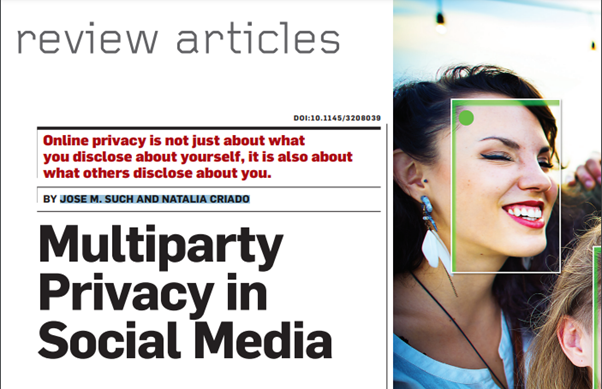 review articles
DOI:10.1145/3208039
Online privacy is not just about what
you disclose about yourself, it is also about
what others disclose about you.
BY JOSE M. SUCH AND NATALIA CRIADO
Multiparty
Privacy in
Social Media